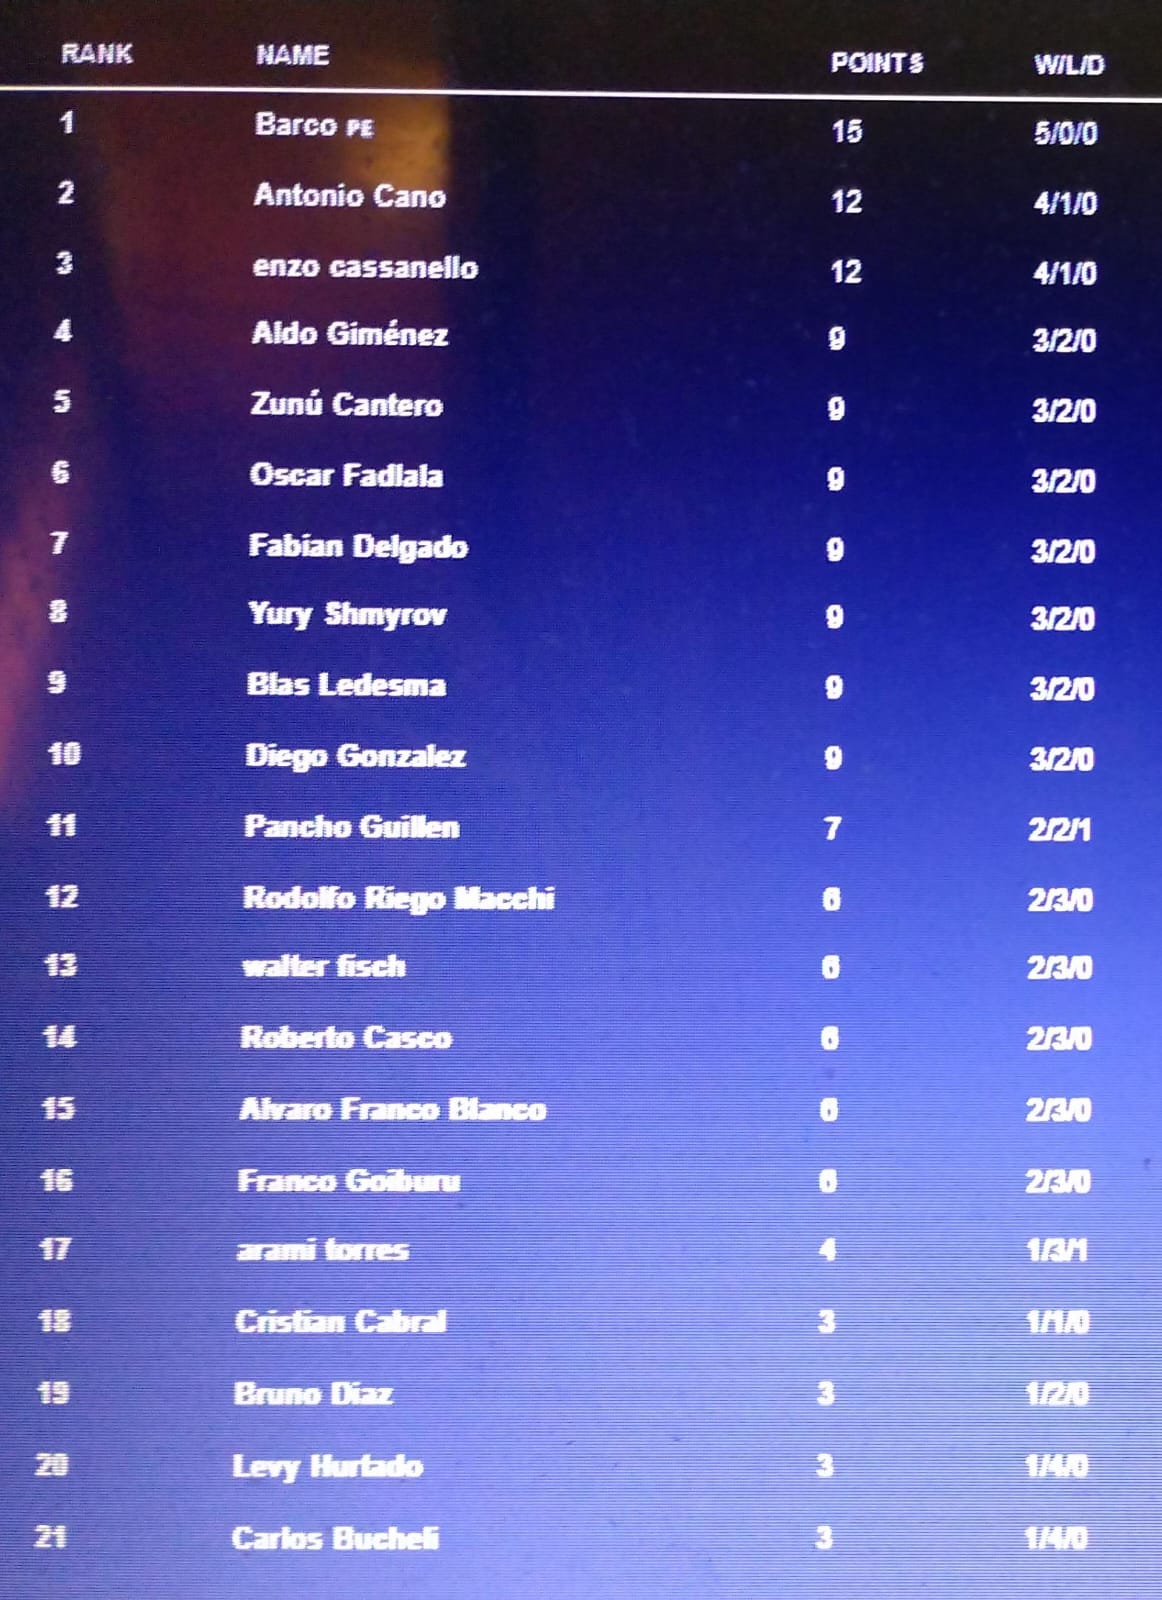 RANK NAME POINTS W/L/D
1 Barco PE 15 5/0/0
2 Antonio Cano 12 4/1/0
3 enzo cassanello 12 4/1/0
4 Aldo Giménez 9 3/2/0
5 Zunú Cantero 9 3/2/0
6 Oscar Fadlala 9 3/2/0
7 Fabian Delgado 9 3/2/0
8 Yury Shmyrov 9 3/2/0
9 Blas Ledesma 9 3/2/0
10 Diego Gonzalez 9 3/2/0
11 Pancho Guillen 7 2/2/1
12 Rodolfo Riego Macchi 6 2/3/0
13 walter fisch 6 2/3/0
14 Roberto Casco 6 2/3/0
15 Alvaro Franco Blanco 6 2/3/0
16 Franco Goiburu 6 2/3/0
17 arami torres 4 1/3/1
18 Cristian Cabral 3 1/1/0
19 Bruno Diaz 3 1/2/0
20 Levy Hurtado 3 1/4/0
21 Carlos Bucheli 3 1/4/0